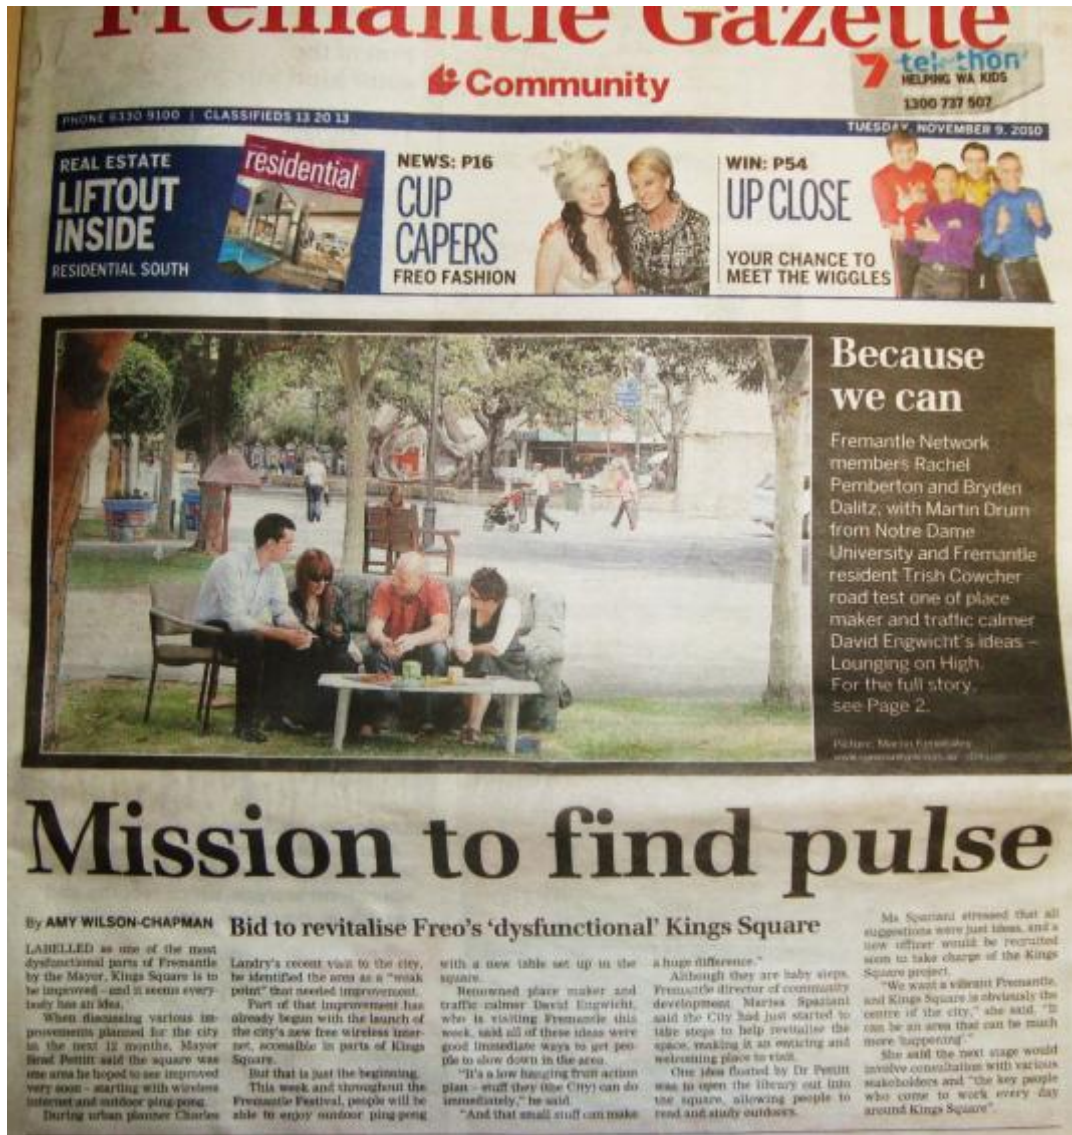 Fremantle Gazette
Community
7 telethon
HELPING WA KIDS
1300 737 507
PHONE 9330 9100 | CLASSIFIEDS 13 20 13
TUESDAY, NOVEMBER 9, 2010
REAL ESTATE
LIFTOUT
INSIDE
RESIDENTIAL SOUTH
residential
NEWS: P16
CUP
CAPERS
FREO FASHION
WIN: P54
UP CLOSE
YOUR CHANCE TO
MEET THE WIGGLES
Because
we can
Fremantle Network
members Rachel
Pemberton and Bryden
Dalitz, with Martin Drum
from Notre Dame
University and Fremantle
resident Trish Cowcher
road test one of place
maker and traffic calmer
David Engwicht's ideas –
Lounging on High.
For the full story,
see Page 2.
Picture: Martin
Mission to find pulse
By AMY WILSON-CHAPMAN
Bid to revitalise Freo's 'dysfunctional' Kings Square
LABELLED as one of the most
dysfunctional parts of Fremantle
by the Mayor, Kings Square is to
be improved – and it seems every-
body has an idea.
When discussing various im-
provements planned for the city
in the next 12 months, Mayor
Brad Pettitt said the square was
one area he hoped to see improved
very soon – starting with wireless
internet and outdoor ping-pong.
During urban planner Charles
Landry's recent visit to the city,
he identified the area as a "weak
point" that needed improvement.
Part of that improvement has
already begun with the launch of
the city's new free wireless inter-
net, accessible in parts of Kings
Square.
But that is just the beginning.
This week and throughout the
Fremantle Festival, people will be
able to enjoy outdoor ping-pong
with a new table set up in the
square.
Renowned place maker and
traffic calmer David Engwicht,
who is visiting Fremantle this
week, said all of these ideas were
good immediate ways to get peo-
ple to slow down in the area.
"It's a low hanging fruit action
plan – stuff they (the City) can do
immediately," he said.
"And that small stuff can make
a huge difference."
Although they are baby steps,
Fremantle director of community
development Marisa Spaziani
said the City had just started to
take steps to help revitalise the
space, making it an enticing and
welcoming place to visit.
One idea floated by Dr Pettitt
was to open the library out into
the square, allowing people to
read and study outdoors.
Ms Spaziani stressed that all
suggestions were just ideas, and a
new officer would be recruited
soon to take charge of the Kings
Square project.
"We want a vibrant Fremantle,
and Kings Square is obviously the
centre of the city," she said. "It
can be an area that can be much
more 'happening'."
She said the next stage would
involve consultation with various
stakeholders and "the key people
who come to work every day
around Kings Square".